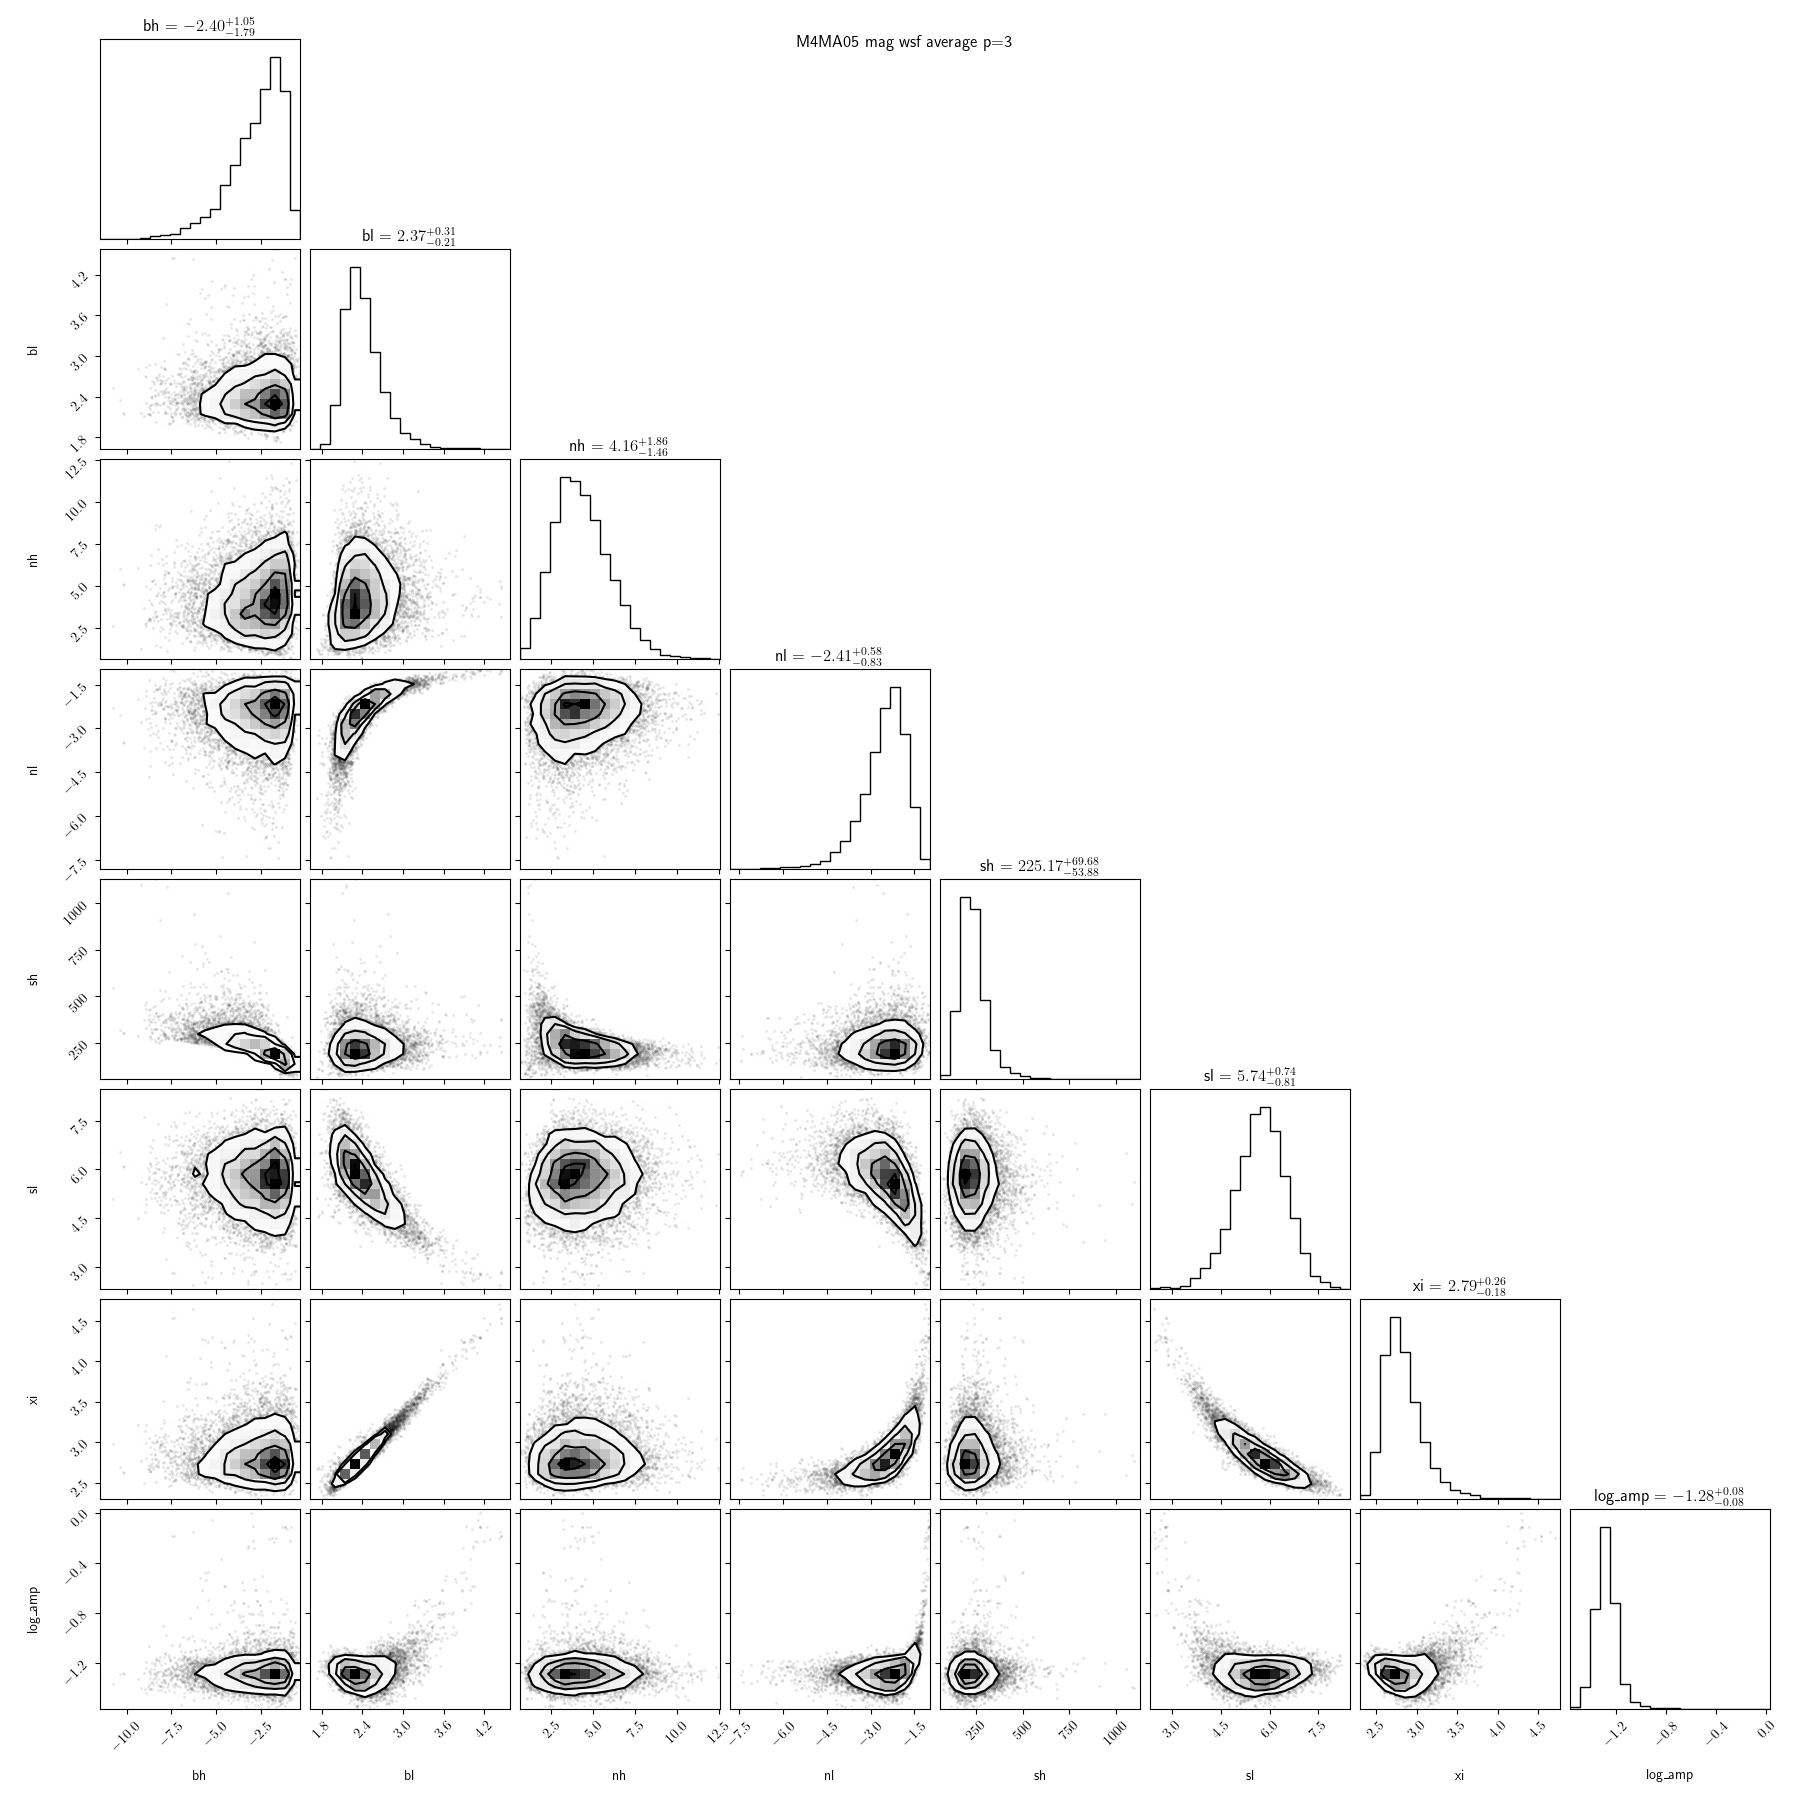 M4MA05 mag wsf average p=3
bh = −2.40+1.05 −1.79
bl = 2.37+0.31 −0.21
4.2
3.6
3.0
2.4
1.8
bl
nh = 4.16+1.86 −1.46
12.5
10.0
7.5
5.0
2.5
nh
nl = −2.41+0.58 −0.83
−1.5
−3.0
−4.5
−6.0
−7.5
nl
sh = 225.17+69.68 −53.88
1000
750
500
250
sh
sl = 5.74+0.74 −0.81
7.5
6.0
4.5
3.0
sl
xi = 2.79+0.26 −0.18
4.5
4.0
3.5
3.0
2.5
xi
log_amp = −1.28+0.08 −0.08
0.0
−0.4
−0.8
−1.2
log_amp
−10.0 −7.5 −5.0 −2.5 1.8 2.4 3.0 3.6 4.2 2.5 5.0 7.5 10.0 12.5 −7.5 −6.0 −4.5 −3.0 −1.5 250 500 750 1000 3.0 4.5 6.0 7.5 2.5 3.0 3.5 4.0 4.5 −1.2 −0.8 −0.4 0.0
bh bl nh nl sh sl xi log_amp